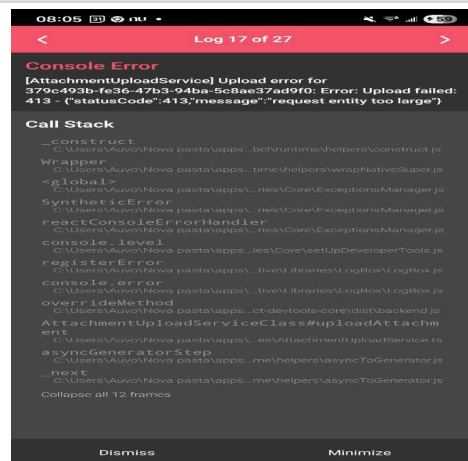 08:05
Log 17 of 27
Console Error
[AttachmentUploadService] Upload error for
379c493b-fe36-47b3-94ba-5c8ae37ad9f0: Error: Upload failed:
413 - {"statusCode":413,"message":"request entity too large"}
Call Stack
_construct
C:\Users\Auvo\Nova pasta\apps...bel\runtime\helpers\construct.js
Wrapper
C:\Users\Auvo\Nova pasta\apps...time\helpers\wrapNativeSuper.js
<global>
C:\Users\Auvo\Nova pasta\apps\...ries\Core\ExceptionsManager.js
SyntheticError
C:\Users\Auvo\Nova pasta\apps\...ries\Core\ExceptionsManager.js
reactConsoleErrorHandler
C:\Users\Auvo\Nova pasta\apps\...ries\Core\ExceptionsManager.js
console.level
C:\Users\Auvo\Nova pasta\apps...ies\Core\setUpDeveloperTools.js
registerError
C:\Users\Auvo\Nova pasta\apps\...tive\Libraries\LogBox\LogBox.js
console.error
C:\Users\Auvo\Nova pasta\apps\...tive\Libraries\LogBox\LogBox.js
overrideMethod
C:\Users\Auvo\Nova pasta\apps...ct-devtools-core\dist\backend.js
AttachmentUploadServiceClass#uploadAttachm
ent
C:\Users\Auvo\Nova pasta\apps\...es\AttachmentUploadService.ts
asyncGeneratorStep
C:\Users\Auvo\Nova pasta\apps...me\helpers\asyncToGenerator.js
_next
C:\Users\Auvo\Nova pasta\apps...me\helpers\asyncToGenerator.js
Collapse all 12 frames
Dismiss
Minimize